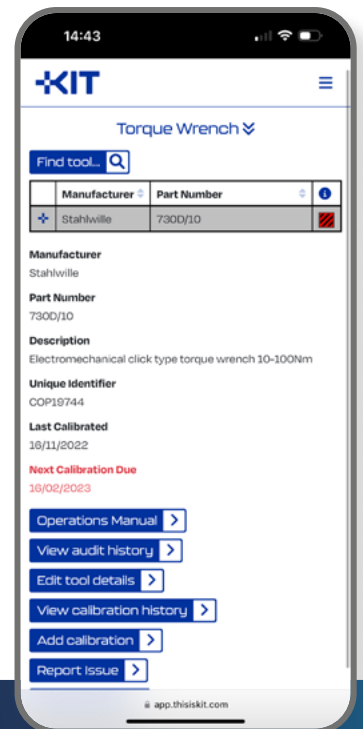 14:43
KIT
Torque Wrench
Find tool...
Manufacturer Part Number
Stahlwille 730D/10
Manufacturer
Stahlwille
Part Number
730D/10
Description
Electromechanical click type torque wrench 10-100Nm
Unique Identifier
COP19744
Last Calibrated
16/11/2022
Next Calibration Due
16/02/2023
Operations Manual
View audit history
Edit tool details
View calibration history
Add calibration
Report Issue
app.thisiskit.com